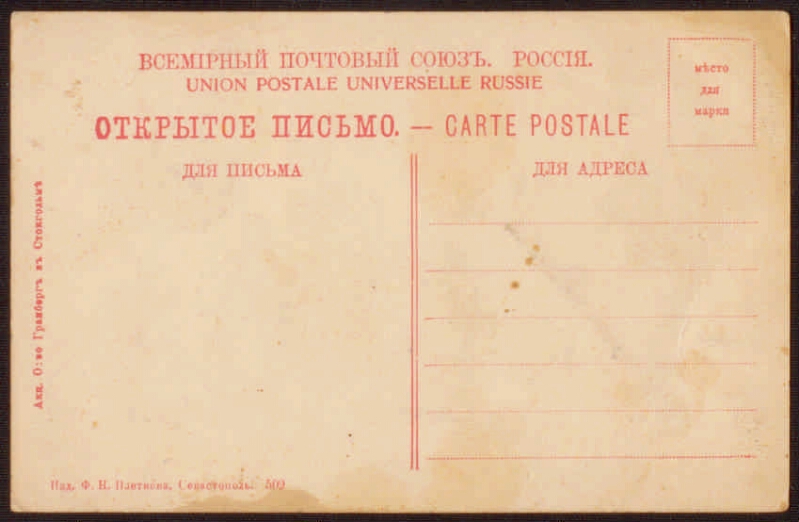 ВСЕМІРНЫЙ ПОЧТОВЫЙ СОЮЗЪ. РОССІЯ.
UNION POSTALE UNIVERSELLE RUSSIE
ОТКРЫТОЕ ПИСЬМО. — CARTE POSTALE
мѣсто
для
марки
ДЛЯ ПИСЬМА
ДЛЯ АДРЕСА
Акц. О:во Гранбергъ въ Стокгольмѣ
Изд. Ф. Н. Плетнева, Севастополь. 509